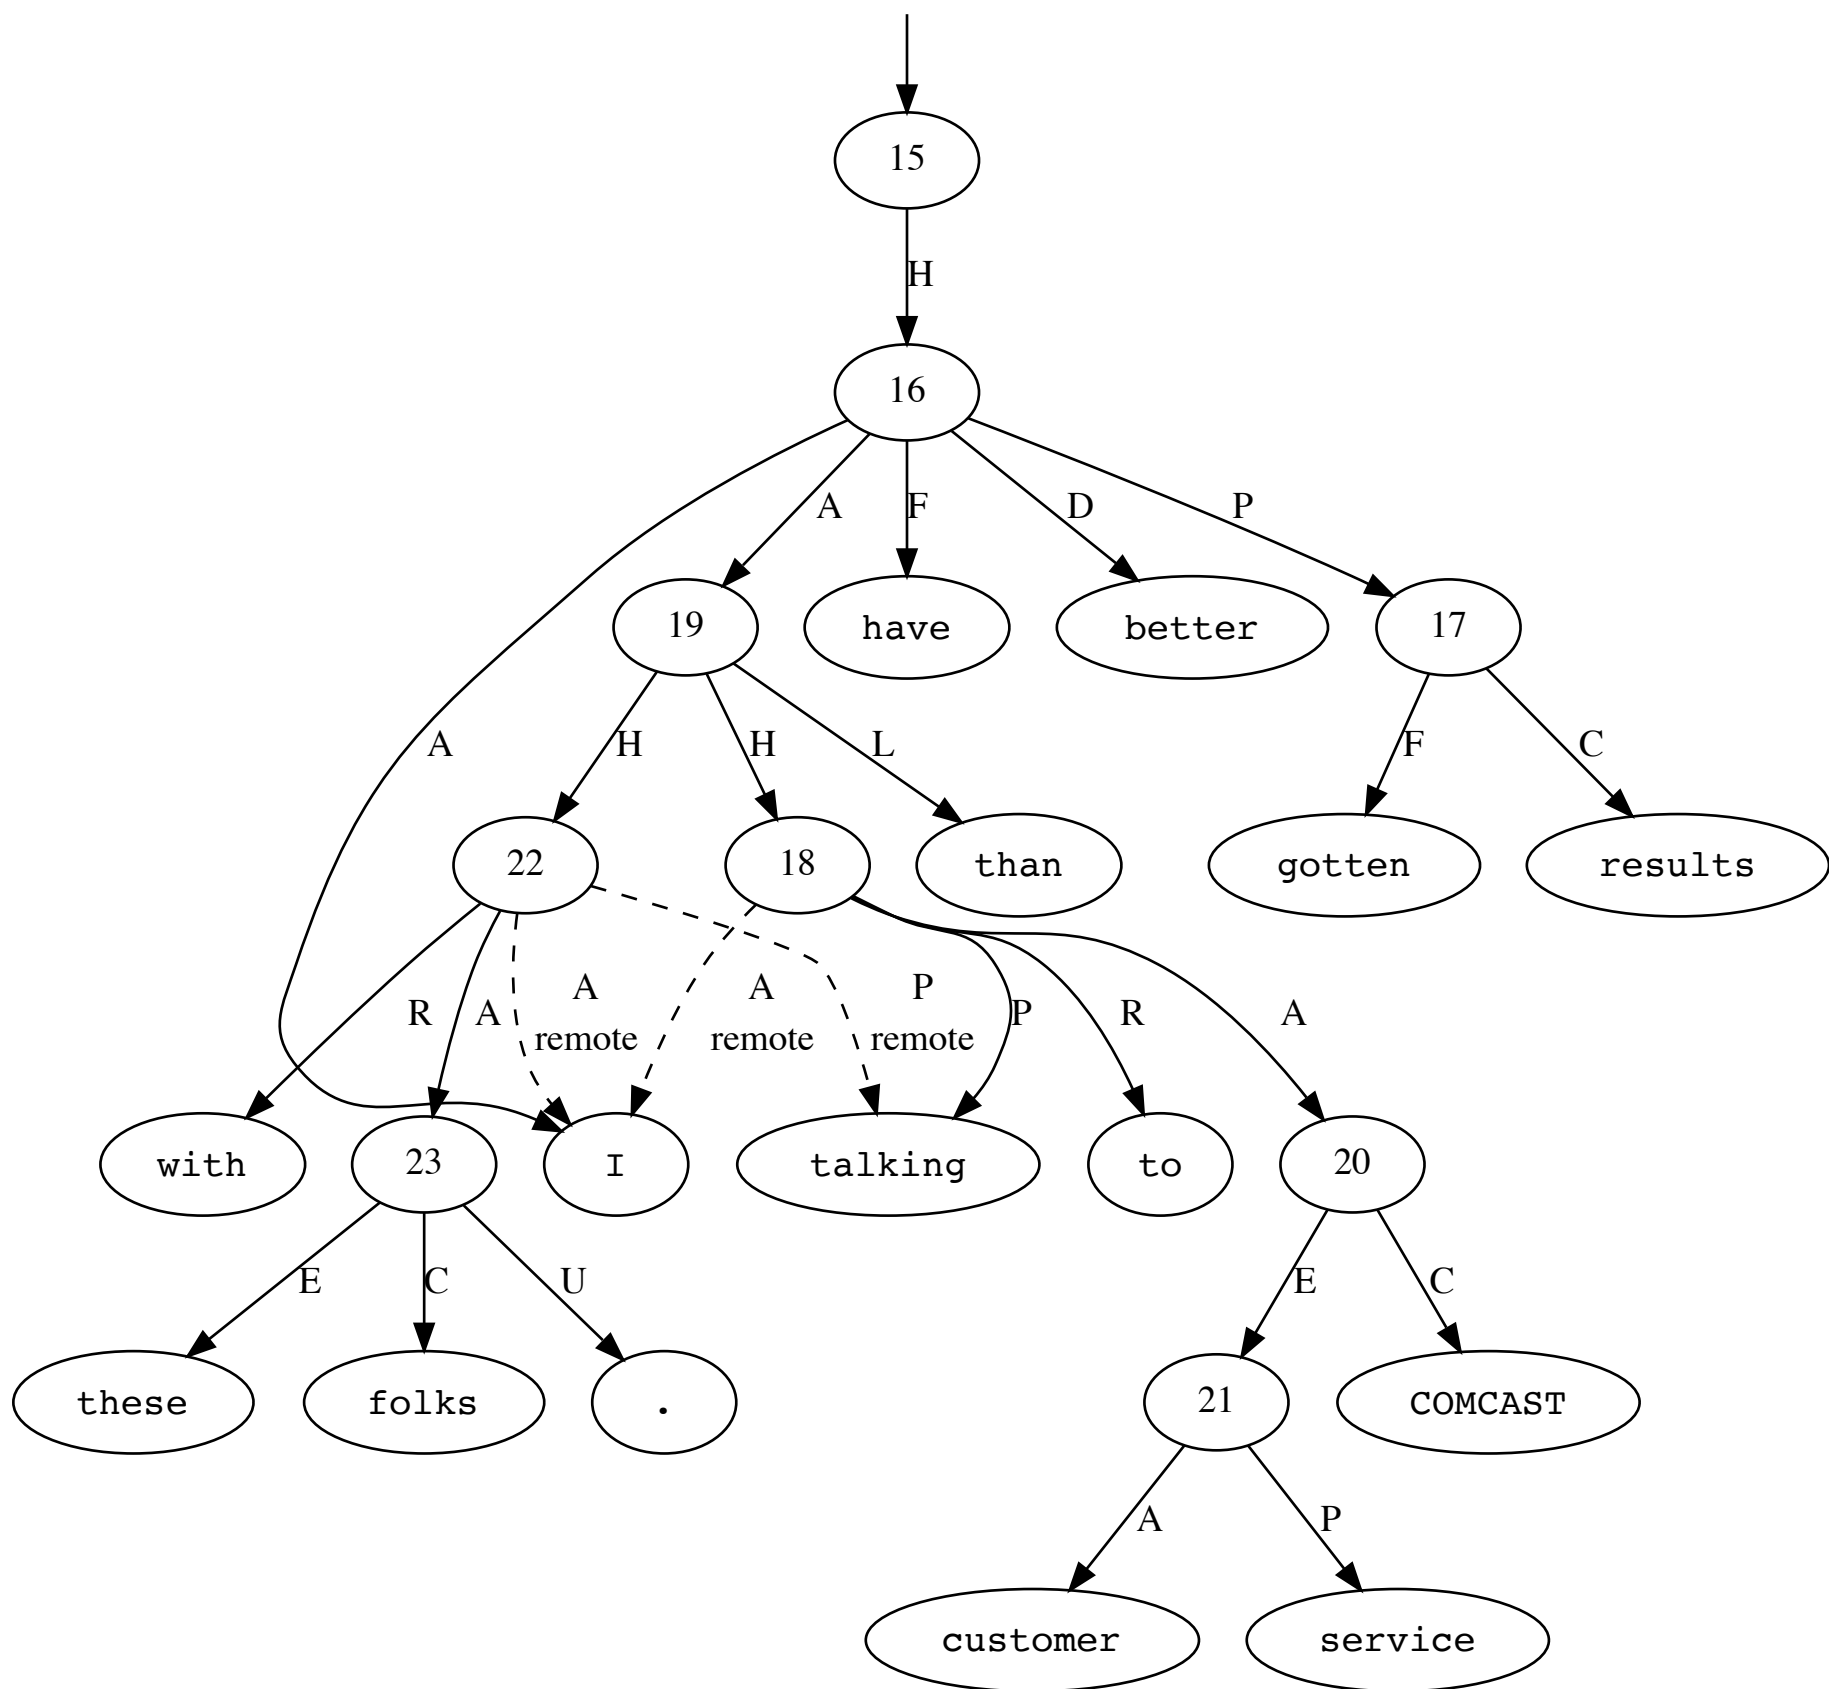 15
H
16
A F D P
19 have better 17
A H H L F C
22 18 than gotten results
R A A A P P R A
remote remote remote
with 23 I talking to 20
E C U E C
these folks . 21 COMCAST
A P
customer service